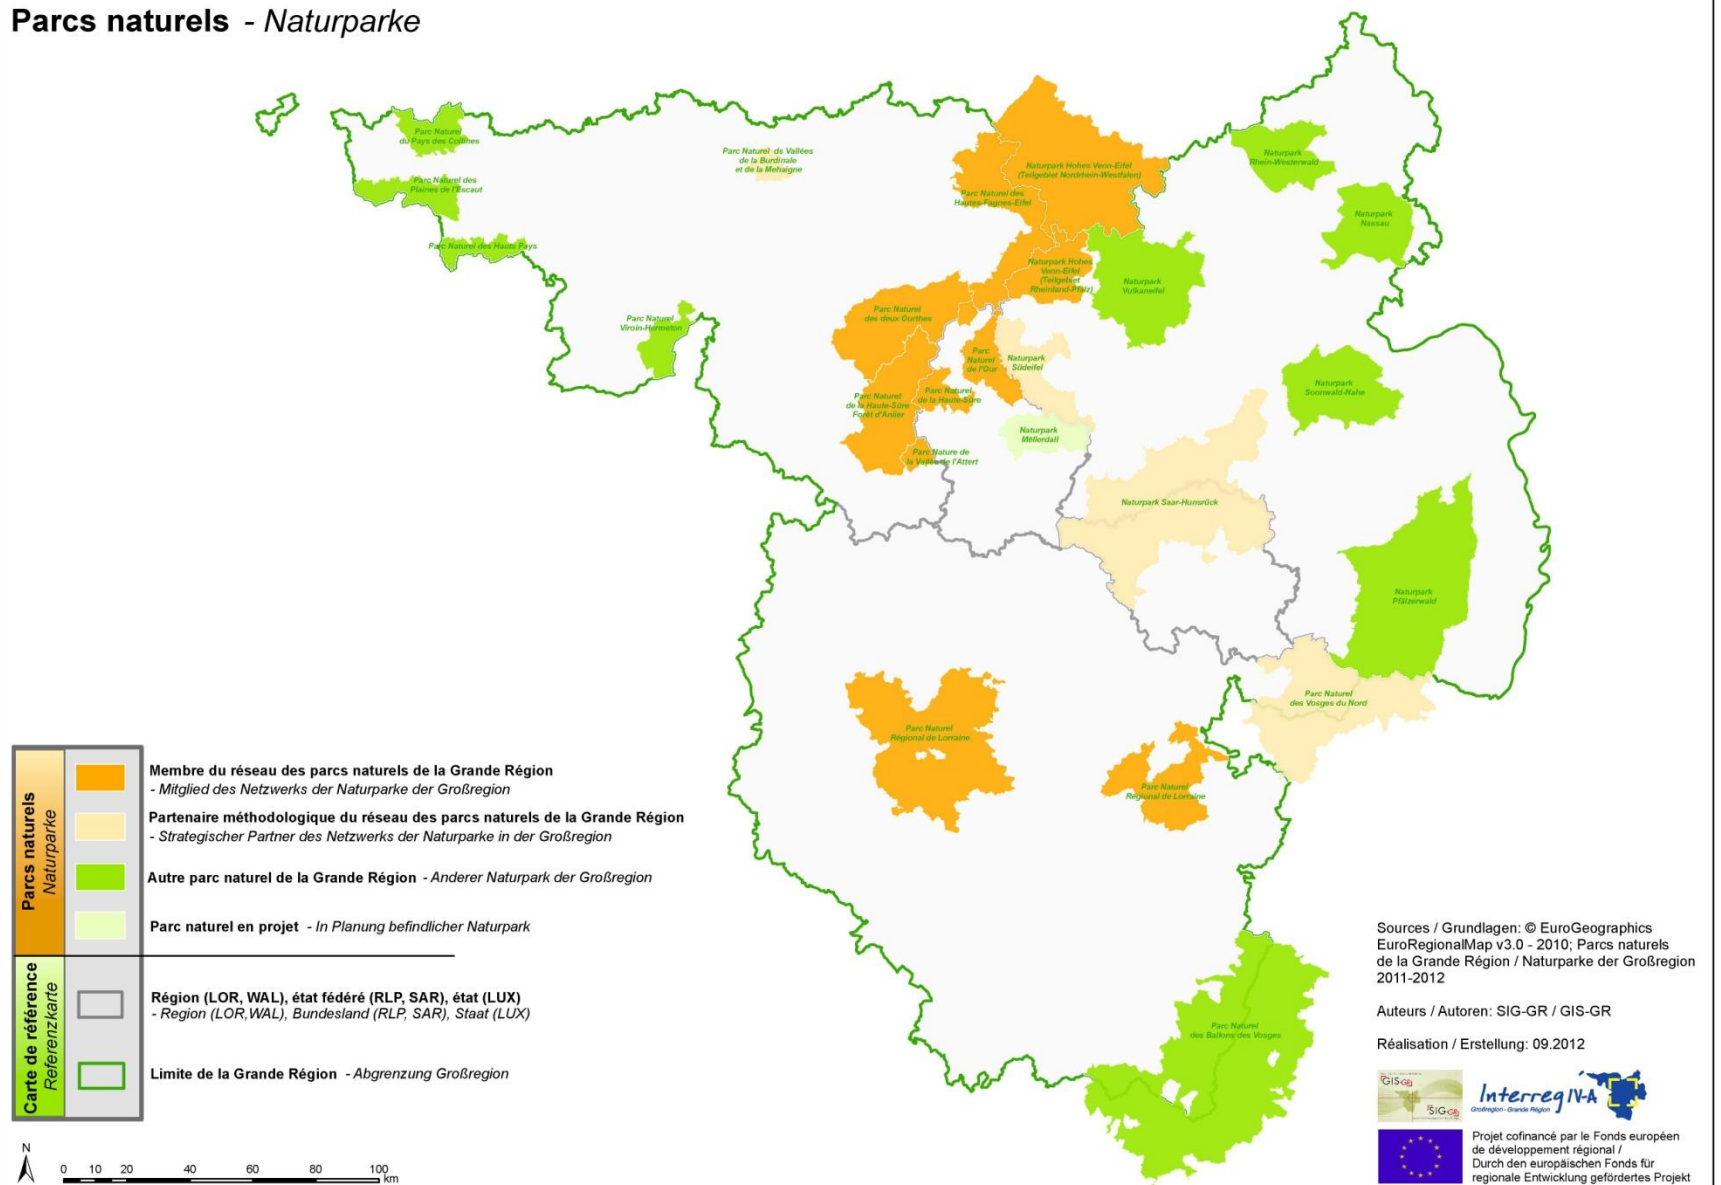 Parcs naturels - Naturparke
Parc Naturel
du Pays des Collines
Parc Naturel des
Plaines de l'Escaut
Parc Naturel des Hauts Pays
Parc Naturel
Viroin-Hermeton
Parc Naturel ds Vallées
de la Burdinale
et de la Mehaigne
Naturpark Hohes Venn-Eifel
(Teilgebiet Nordrhein-Westfalen)
Parc Naturel des
Hautes-Fagnes-Eifel
Naturpark Hohes
Venn-Eifel
(Teilgebiet
Rheinland-Pfalz)
Naturpark
Vulkaneifel
Naturpark
Rhein-Westerwald
Naturpark
Nassau
Parc Naturel
des deux Ourthes
Parc
Naturel
de l'Our
Naturpark
Südeifel
Parc Naturel
de la Haute-Sûre
Forêt d'Anlier
Parc Naturel
de la Haute-Sûre
Naturpark
Mëllerdall
Parc Nature de
la Vallée de l'Attert
Naturpark
Soonwald-Nahe
Naturpark Saar-Hunsrück
Naturpark
Pfälzerwald
Parc Naturel
des Vosges du Nord
Parc Naturel
Régional de Lorraine
Parc Naturel
Régional de Lorraine
Parc Naturel
des Ballons des Vosges
Parcs naturels
Naturparke
Membre du réseau des parcs naturels de la Grande Région
- Mitglied des Netzwerks der Naturparke der Großregion
Partenaire méthodologique du réseau des parcs naturels de la Grande Région
- Strategischer Partner des Netzwerks der Naturparke in der Großregion
Autre parc naturel de la Grande Région - Anderer Naturpark der Großregion
Parc naturel en projet - In Planung befindlicher Naturpark
Carte de référence
Referenzkarte
Région (LOR, WAL), état fédéré (RLP, SAR), état (LUX)
- Region (LOR,WAL), Bundesland (RLP, SAR), Staat (LUX)
Limite de la Grande Région - Abgrenzung Großregion
N
0 10 20 40 60 80 100
km
Sources / Grundlagen: © EuroGeographics
EuroRegionalMap v3.0 - 2010; Parcs naturels
de la Grande Région / Naturparke der Großregion
2011-2012
Auteurs / Autoren: SIG-GR / GIS-GR
Réalisation / Erstellung: 09.2012
GIS-GR
SIG-GR
Interreg IV-A
Großregion - Grande Région
Projet cofinancé par le Fonds européen
de développement régional /
Durch den europäischen Fonds für
regionale Entwicklung gefördertes Projekt